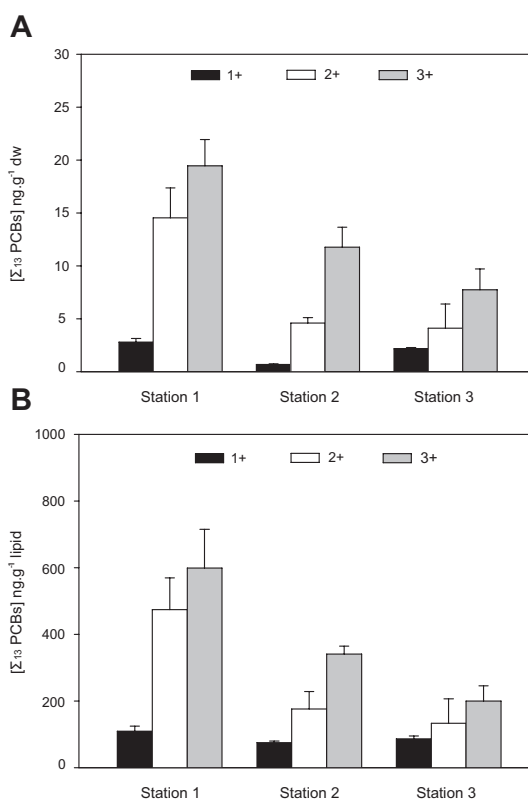 A
30
1+ 2+ 3+
25
20
15
10
5
0
[Σ₁₃ PCBs] ng.g⁻¹ dw
Station 1 Station 2 Station 3
B
1000
1+ 2+ 3+
800
600
400
200
0
[Σ₁₃ PCBs] ng.g⁻¹ lipid
Station 1 Station 2 Station 3